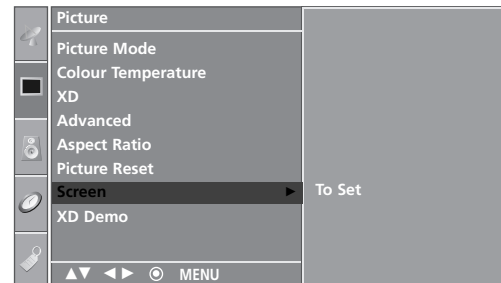 Picture
Picture Mode
Colour Temperature
XD
Advanced
Aspect Ratio
Picture Reset
Screen ► To Set
XD Demo
▲▼ ◄► ◉ MENU